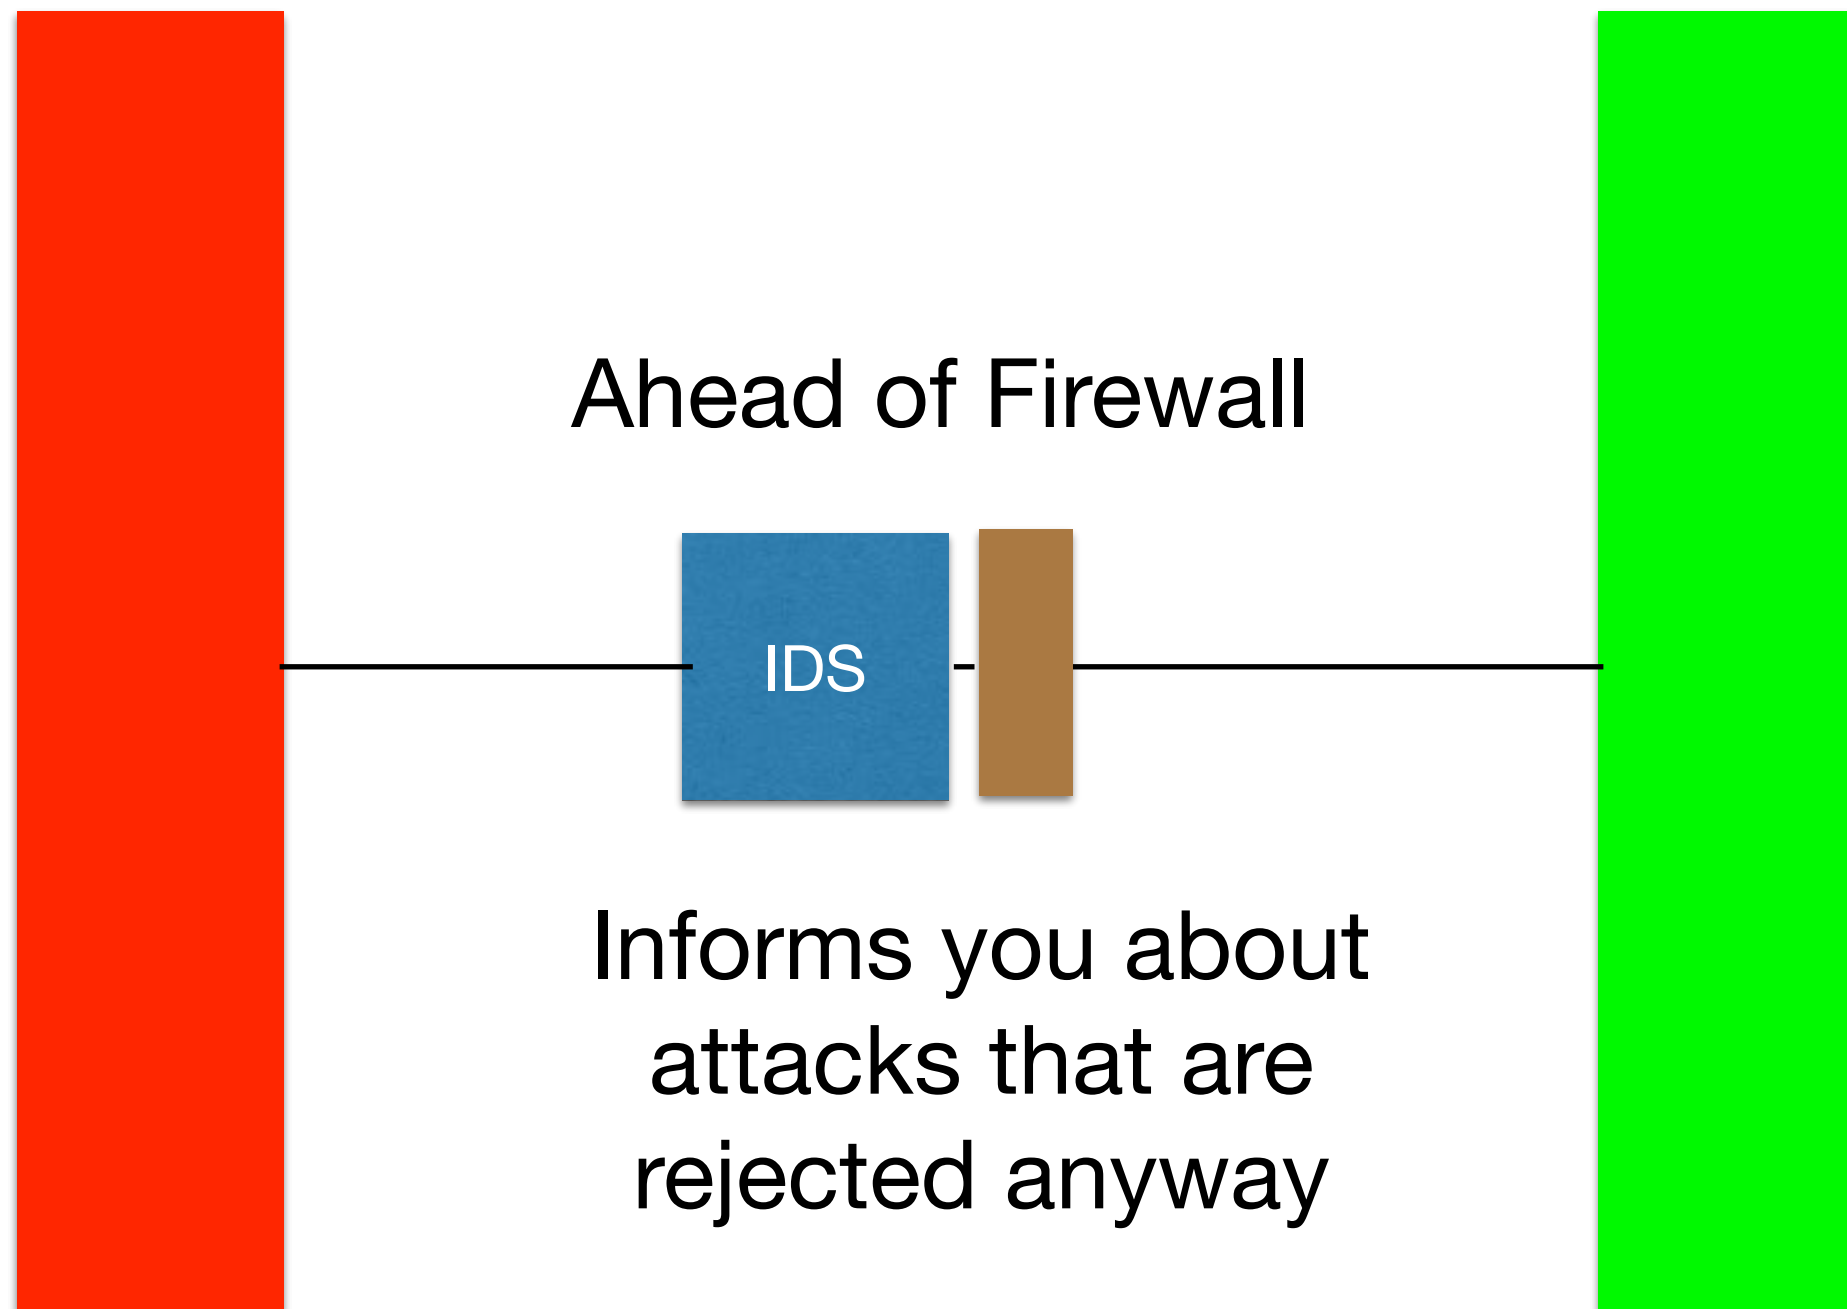 Ahead of Firewall
IDS
Informs you about
attacks that are
rejected anyway